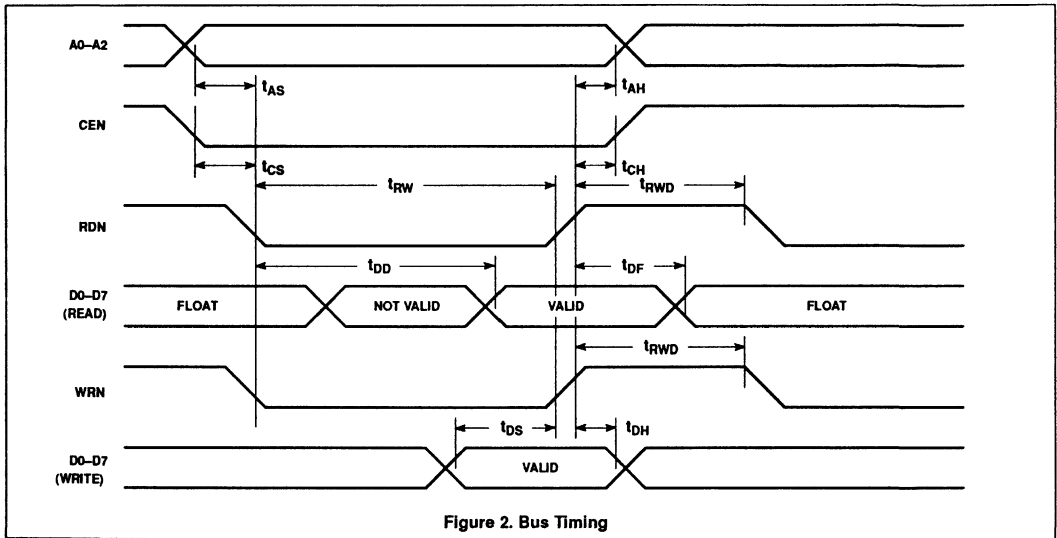 A0–A2
tAS
tAH
CEN
tCS
tCH
tRW
tRWD
RDN
tDD
tDF
D0–D7
(READ)
FLOAT
NOT VALID
VALID
FLOAT
tRWD
WRN
tDS
tDH
D0–D7
(WRITE)
VALID
Figure 2. Bus Timing